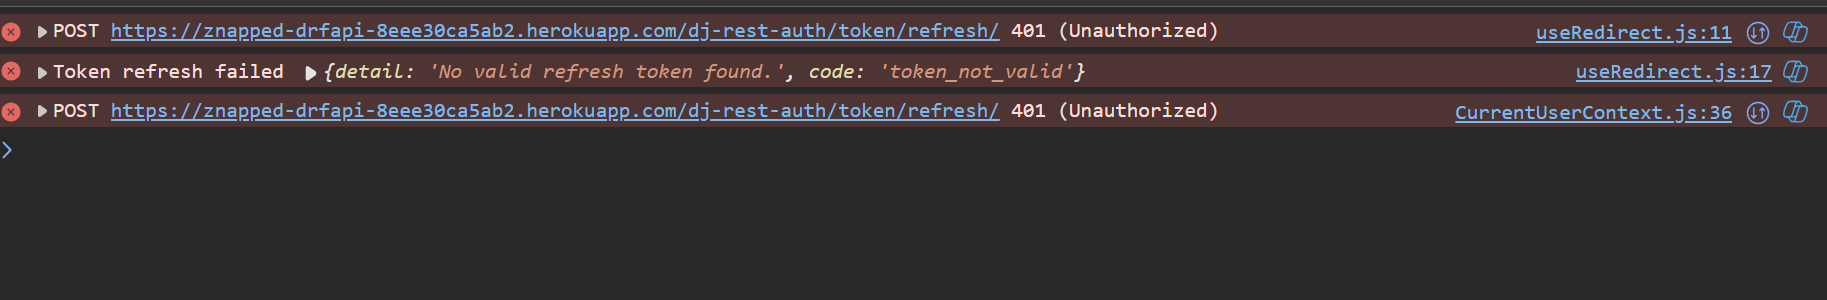 POST https://znapped-drfapi-8eee30ca5ab2.herokuapp.com/dj-rest-auth/token/refresh/ 401 (Unauthorized) useRedirect.js:11
Token refresh failed {detail: 'No valid refresh token found.', code: 'token_not_valid'} useRedirect.js:17
POST https://znapped-drfapi-8eee30ca5ab2.herokuapp.com/dj-rest-auth/token/refresh/ 401 (Unauthorized) CurrentUserContext.js:36